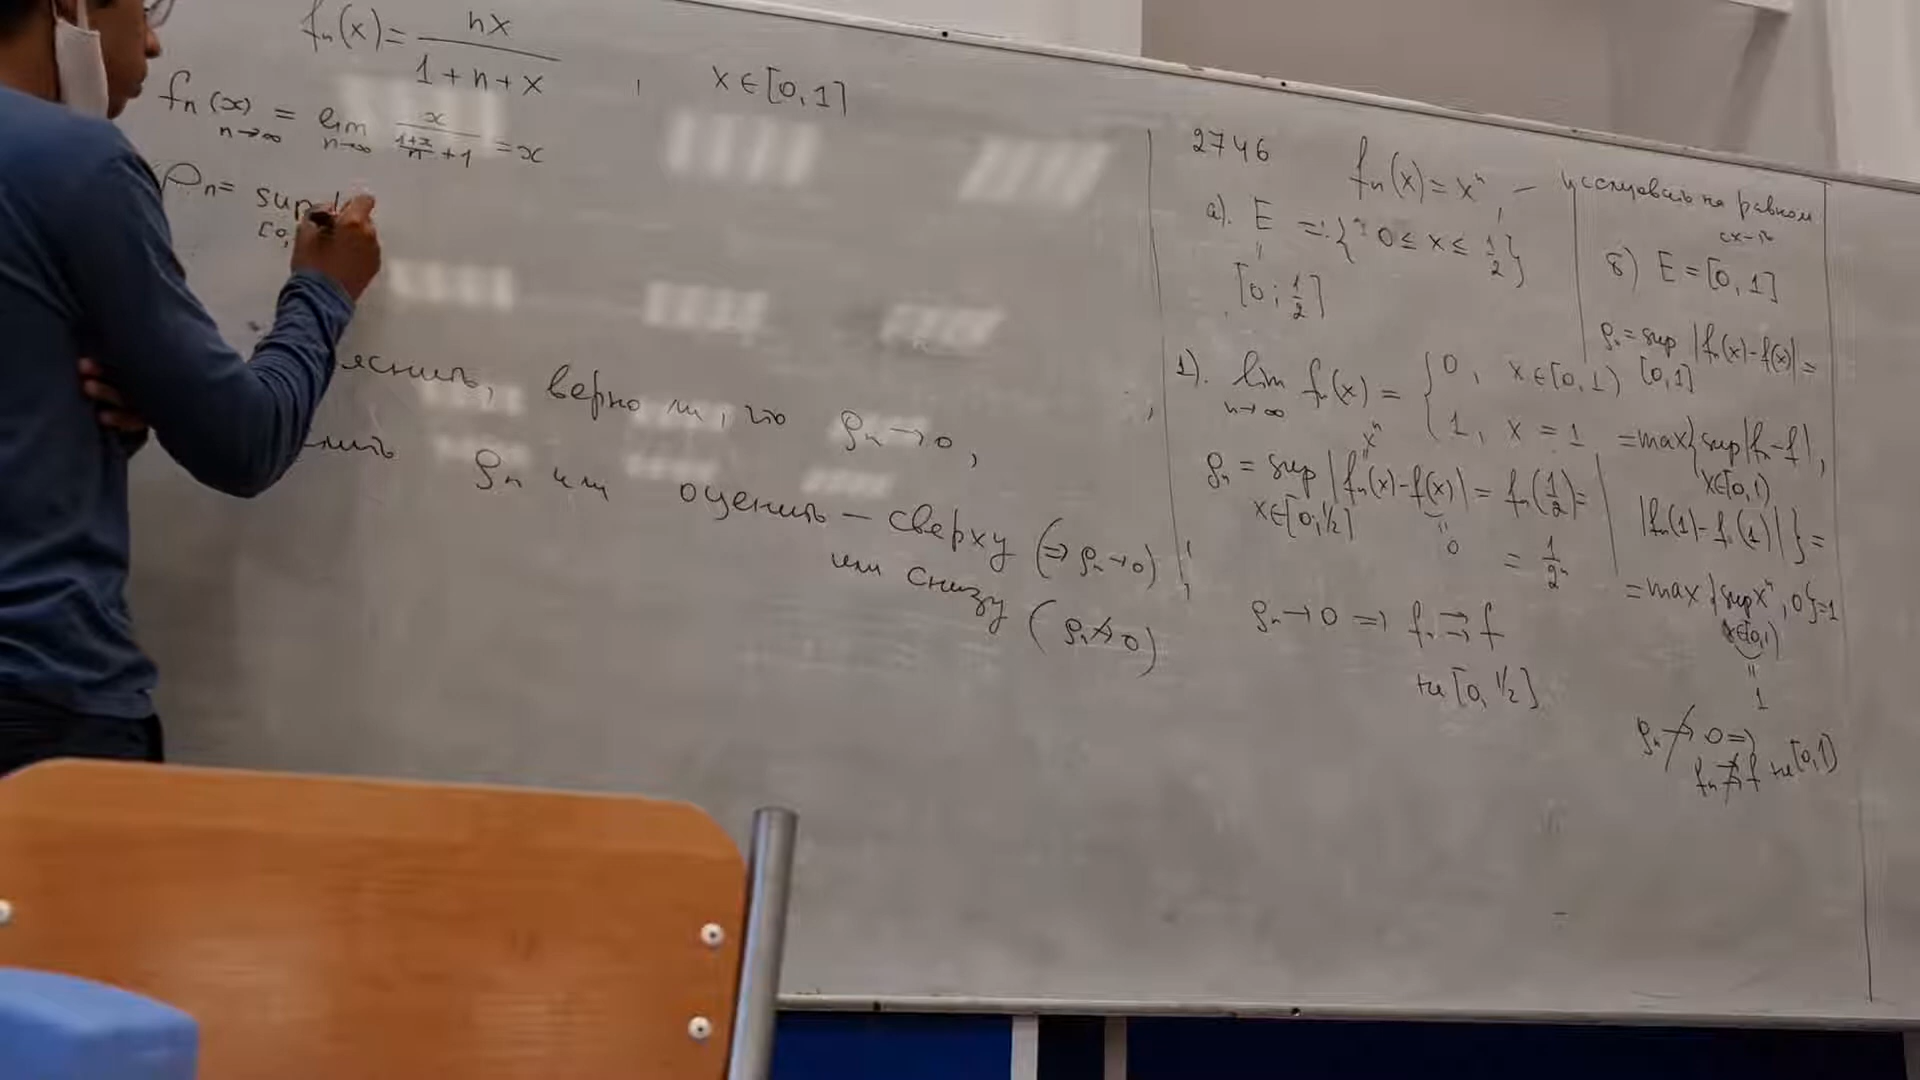 fₙ(x) = nx / (1 + n + x) , x ∈ [0, 1]
fₙ(x) n→∞ = lim n→∞ x / ((1+x)/n + 1) = x
ρₙ = sup
[0,
яснить, верно ли, что ρₙ → 0,
ρₙ или оценить – сверху (⇒ ρₙ → 0)
или снизу (ρₙ ↛ 0)
2746 fₙ(x) = xⁿ, –
а). E =: { 0 ≤ x ≤ 1/2 }
[0; 1/2]
1). lim n→∞ fₙ(x) = { 0, x ∈ [0, 1)
1, x = 1
xⁿ
ρₙ = sup |fₙ(x) - f(x)| = fₙ(1/2) =
x ∈ [0, 1/2]
0
= 1/2ⁿ
ρₙ → 0 ⇒ fₙ ⇉ f
на [0, 1/2]
сх-ть
б) E = [0, 1]
ρₙ = sup |fₙ(x) - f(x)| =
[0,1]
= max{ sup |fₙ - f|,
x∈[0,1)
|fₙ(1) - f(1)| } =
= max { sup xⁿ, 0 } = 1
x∈[0,1)
1
ρₙ ↛ 0 ⇒
fₙ ⇉̸ f на [0, 1)